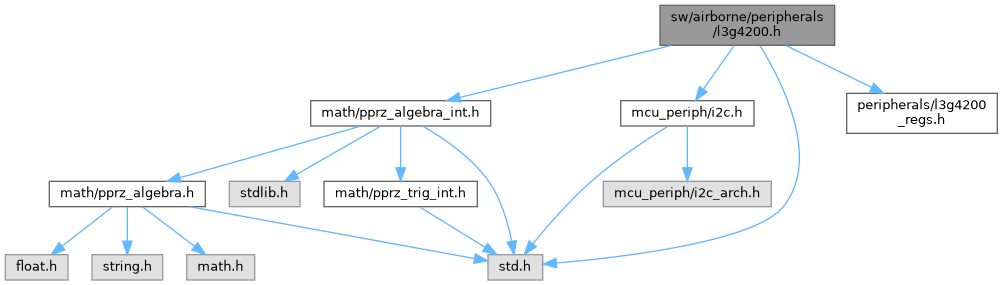 sw/airborne/peripherals
/l3g4200.h
math/pprz_algebra_int.h
mcu_periph/i2c.h
peripherals/l3g4200
_regs.h
math/pprz_algebra.h
stdlib.h
math/pprz_trig_int.h
mcu_periph/i2c_arch.h
float.h
string.h
math.h
std.h